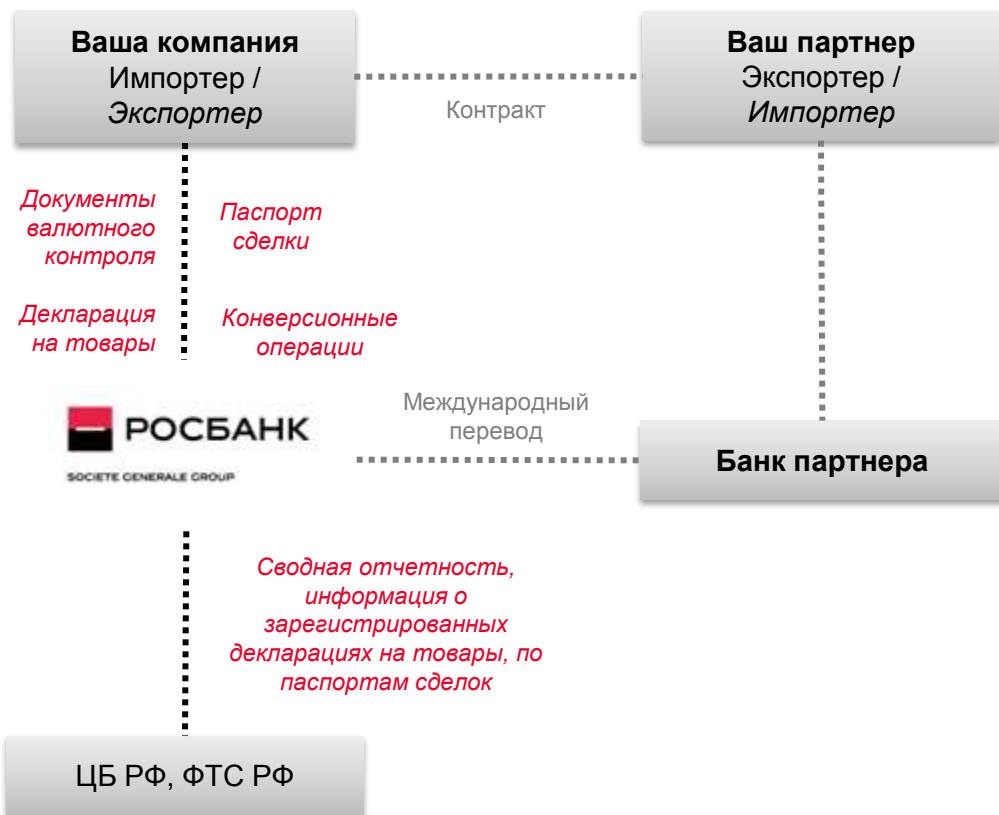 Ваша компания
Импортер /
Экспортер
Ваш партнер
Экспортер /
Импортер
Контракт
Документы
валютного
контроля
Паспорт
сделки
Декларация
на товары
Конверсионные
операции
РОСБАНК
SOCIETE GENERALE GROUP
Международный
перевод
Банк партнера
Сводная отчетность,
информация о
зарегистрированных
декларациях на товары, по
паспортам сделок
ЦБ РФ, ФТС РФ